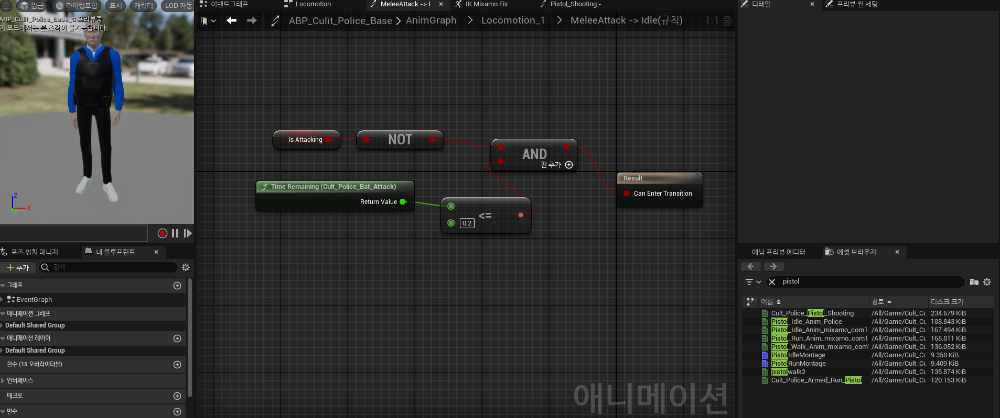 원근
라이팅포함
표시
캐릭터
LOD 자동
ABP_Culit_Police_Base_C 프리뷰중.
이 모드에서는 본 조작이 불가능합니다.
Z
X
Y
이벤트그래프
Locomotion
MeleeAttack -> I...
IK Mixamo Fix
Pistol_Shooting -...
ABP_Culit_Police_Base > AnimGraph > Locomotion_1 > MeleeAttack -> Idle(규칙)
1:1 줌
Is Attacking
NOT
AND
핀 추가
Time Remaining (Cult_Police_Bat_Attack)
Return Value
<=
0.2
Result
Can Enter Transition
애니메이션
포즈 워치 매니저
내 블루프린트
추가
검색
그래프
EventGraph
애니메이션 그래프
Default Shared Group
애니메이션 레이어
Default Shared Group
함수 (15 오버라이더블)
인터페이스
매크로
변수
디테일
프리뷰 씬 세팅
애님 프리뷰 에디터
에셋 브라우저
pistol
이름 경로 디스크 크기
Cult_Police_Pistol_Shooting /All/Game/Cult_Cu 234.679 KiB
Pistol_Idle_Anim_Police /All/Game/Cult_Cu 188.843 KiB
Pistol_Idle_Anim_mixamo_com1 /All/Game/Cult_Cu 167.494 KiB
Pistol_Run_Anim_mixamo_com1 /All/Game/Cult_Cu 168.811 KiB
Pistol_Walk_Anim_mixamo_com /All/Game/Cult_Cu 136.052 KiB
PistolIdleMontage /All/Game/Cult_Cu 9.358 KiB
PistolRunMontage /All/Game/Cult_Cu 9.409 KiB
pistolwalk2 /All/Game/Cult_Cu 135.874 KiB
Cult_Police_Armed_Run_Pistol /All/Game/Cult_Cu 120.153 KiB